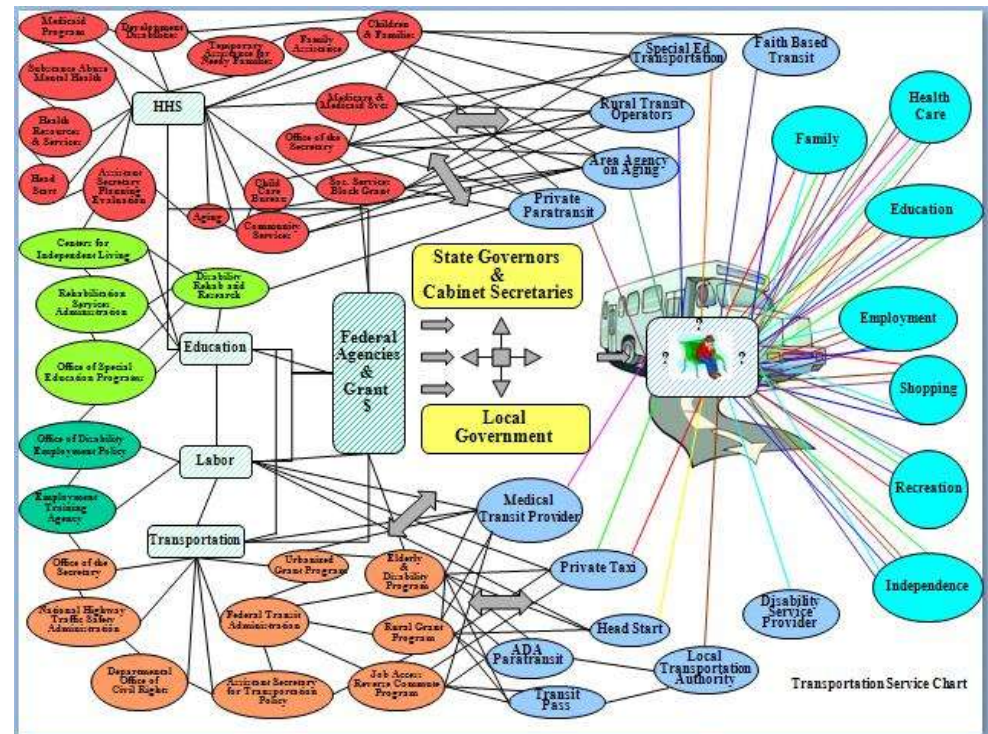 Medicaid
Program
Development
Disabilities
Temporary
Assistance for
Needy Families
Family
Assistance
Children
& Families
Substance Abuse
Mental Health
HHS
Medicare &
Medicaid Svcs
Health
Resources
& Services
Office of the
Secretary
Head
Start
Assistant
Secretary
Planning
Evaluation
Child
Care
Bureau
Soc. Services
Block Grant
Aging
Community
Services
Special Ed
Transportation
Faith Based
Transit
Rural Transit
Operators
Area Agency
on Aging
Private
Paratransit
Family
Health
Care
Education
Employment
Shopping
Recreation
Independence
Centers for
Independent Living
Disability
Rehab and
Research
Rehabilitation
Services
Administration
Office of Special
Education Programs
Education
Federal
Agencies
&
Grant
$
State Governors
&
Cabinet Secretaries
Local
Government
?
? ?
Office of Disability
Employment Policy
Labor
Employment
Training
Agency
Transportation
Office of the
Secretary
Urbanized
Grant Program
Elderly
&
Disability
Program
National Highway
Traffic Safety
Administration
Federal Transit
Administration
Rural Grant
Program
Departmental
Office of
Civil Rights
Assistant Secretary
for Transportation
Policy
Job Access
Reverse Commute
Program
Medical
Transit Provider
Private Taxi
Head Start
ADA
Paratransit
Transit
Pass
Local
Transportation
Authority
Disability
Service
Provider
Transportation Service Chart